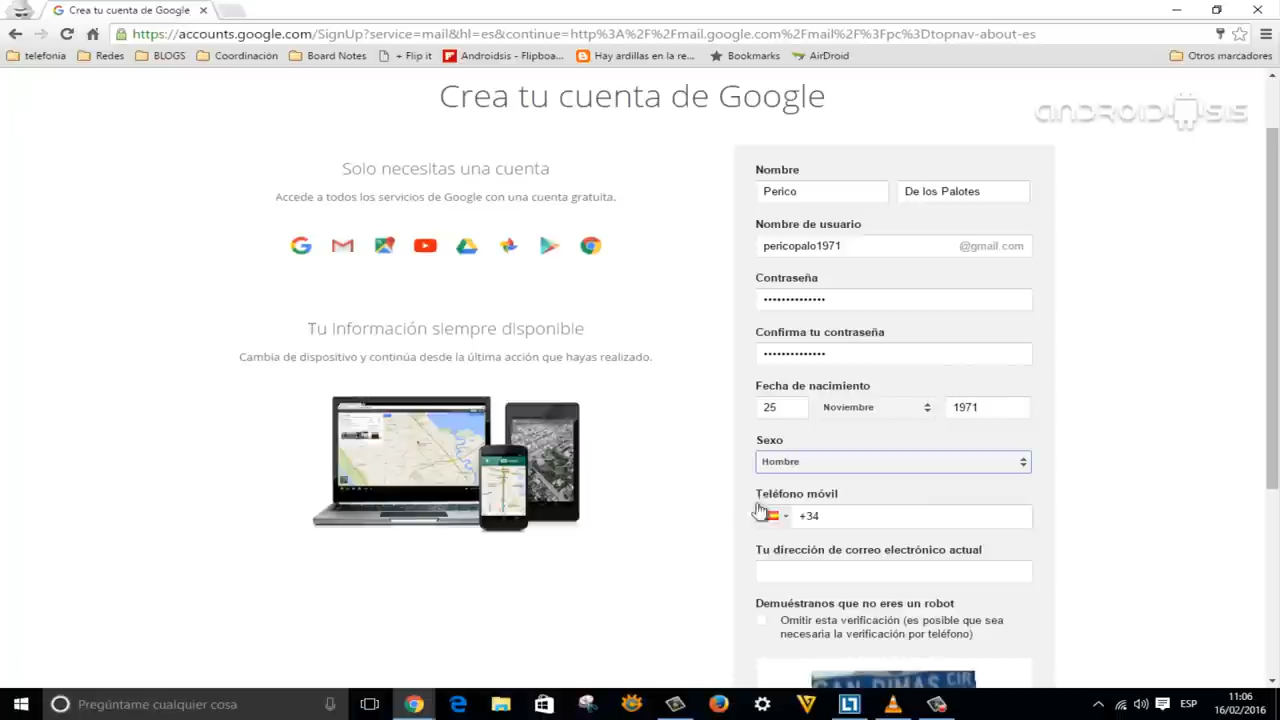 Crea tu cuenta de Google
https://accounts.google.com/SignUp?service=mail&hl=es&continue=http%3A%2F%2Fmail.google.com%2Fmail%2F%3Fpc%3Dtopnav-about-es
telefonia
Redes
BLOGS
Coordinación
Board Notes
+ Flip it
Androidsis - Flipboa...
Hay ardillas en la re...
Bookmarks
AirDroid
Otros marcadores
Crea tu cuenta de Google
ANDROIDSIS
Solo necesitas una cuenta
Accede a todos los servicios de Google con una cuenta gratuita.
Tu información siempre disponible
Cambia de dispositivo y continúa desde la última acción que hayas realizado.
Nombre
Perico De los Palotes
Nombre de usuario
pericopalo1971 @gmail.com
Contraseña
••••••••••••••
Confirma tu contraseña
••••••••••••••
Fecha de nacimiento
25 Noviembre 1971
Sexo
Hombre
Teléfono móvil
+34
Tu dirección de correo electrónico actual
Demuéstranos que no eres un robot
Omitir esta verificación (es posible que sea
necesaria la verificación por teléfono)
SAN DIMAS CIR
Pregúntame cualquier cosa
ESP
11:06
16/02/2016